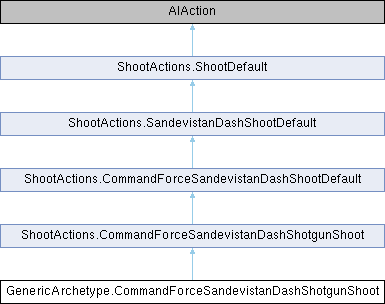 AIAction
ShootActions.ShootDefault
ShootActions.SandevistanDashShootDefault
ShootActions.CommandForceSandevistanDashShootDefault
ShootActions.CommandForceSandevistanDashShotgunShoot
GenericArchetype.CommandForceSandevistanDashShotgunShoot